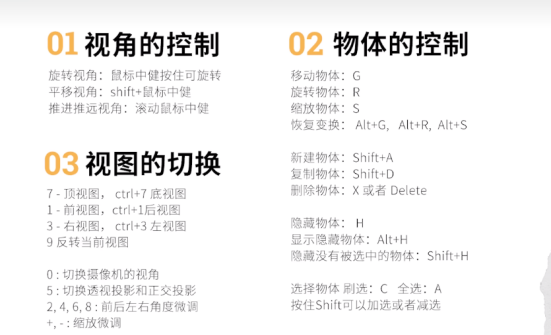 01 视角的控制
旋转视角：鼠标中健按住可旋转
平移视角：shift+鼠标中健
推进推远视角：滚动鼠标中健
02 物体的控制
移动物体：G
旋转物体：R
缩放物体：S
恢复变换： Alt+G, Alt+R, Alt+S
新建物体：Shift+A
复制物体：Shift+D
删除物体：X 或者 Delete
隐藏物体： H
显示隐藏物体：Alt+H
隐藏没有被选中的物体：Shift+H
选择物体 刷选：C 全选：A
按住Shift可以加选或者减选
03 视图的切换
7 - 顶视图， ctrl+7 底视图
1 - 前视图，ctrl+1后视图
3 - 右视图， ctrl+3 左视图
9 反转当前视图
0 : 切换摄像机的视角
5 : 切换透视投影和正交投影
2, 4, 6, 8 : 前后左右角度微调
+, - : 缩放微调